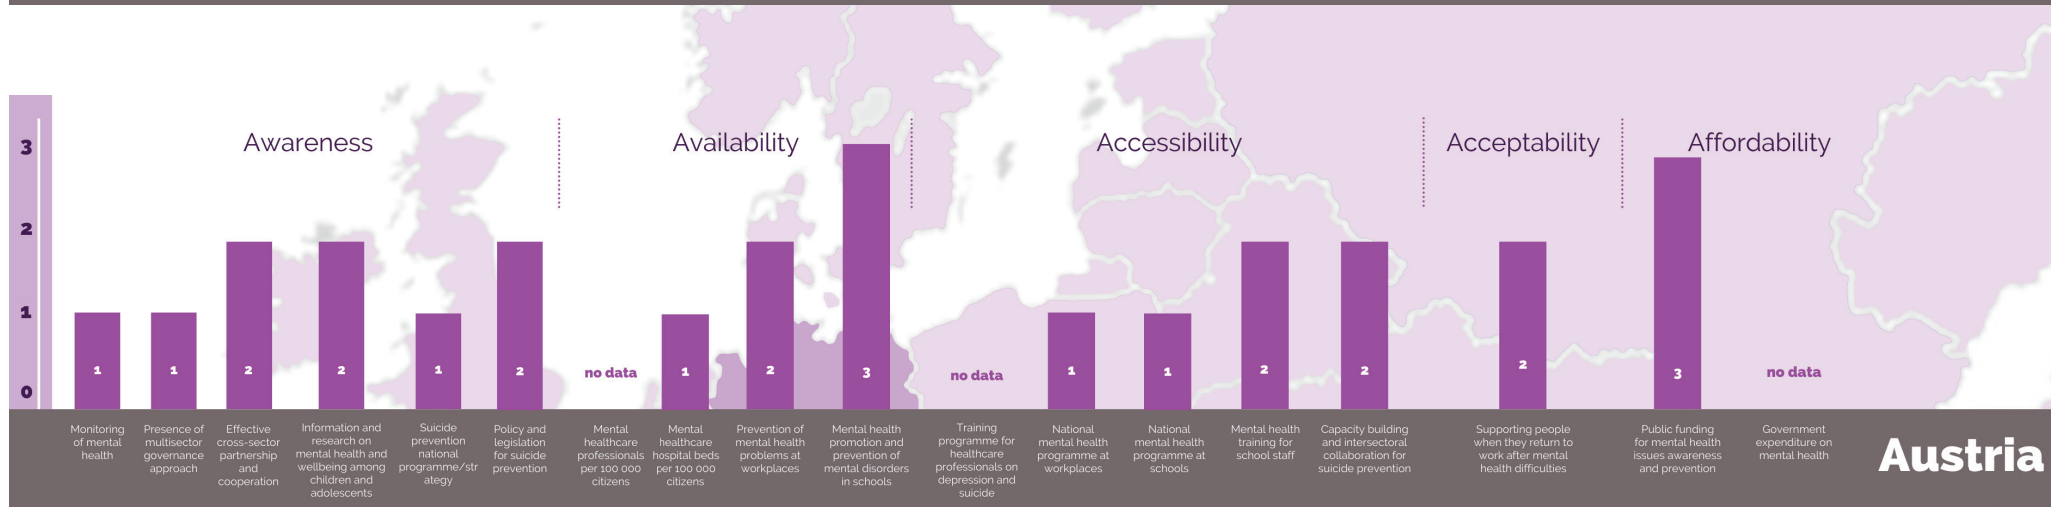 Awareness
Availability
Accessibility
Acceptability
Affordability
3
2
1
0
1
1
2
2
1
2
no data
1
2
3
no data
1
1
2
2
2
3
no data
Monitoring
of mental
health
Presence of
multisector
governance
approach
Effective
cross-sector
partnership
and
cooperation
Information and
research on
mental health and
wellbeing among
children and
adolescents
Suicide
prevention
national
programme/str
ategy
Policy and
legislation
for suicide
prevention
Mental
healthcare
professionals
per 100 000
citizens
Mental
healthcare
hospital beds
per 100 000
citizens
Prevention of
mental health
problems at
workplaces
Mental health
promotion and
prevention of
mental disorders
in schools
Training
programme for
healthcare
professionals on
depression and
suicide
National
mental health
programme at
workplaces
National
mental health
programme at
schools
Mental health
training for
school staff
Capacity building
and intersectoral
collaboration for
suicide prevention
Supporting people
when they return to
work after mental
health difficulties
Public funding
for mental health
issues awareness
and prevention
Government
expenditure on
mental health
Austria